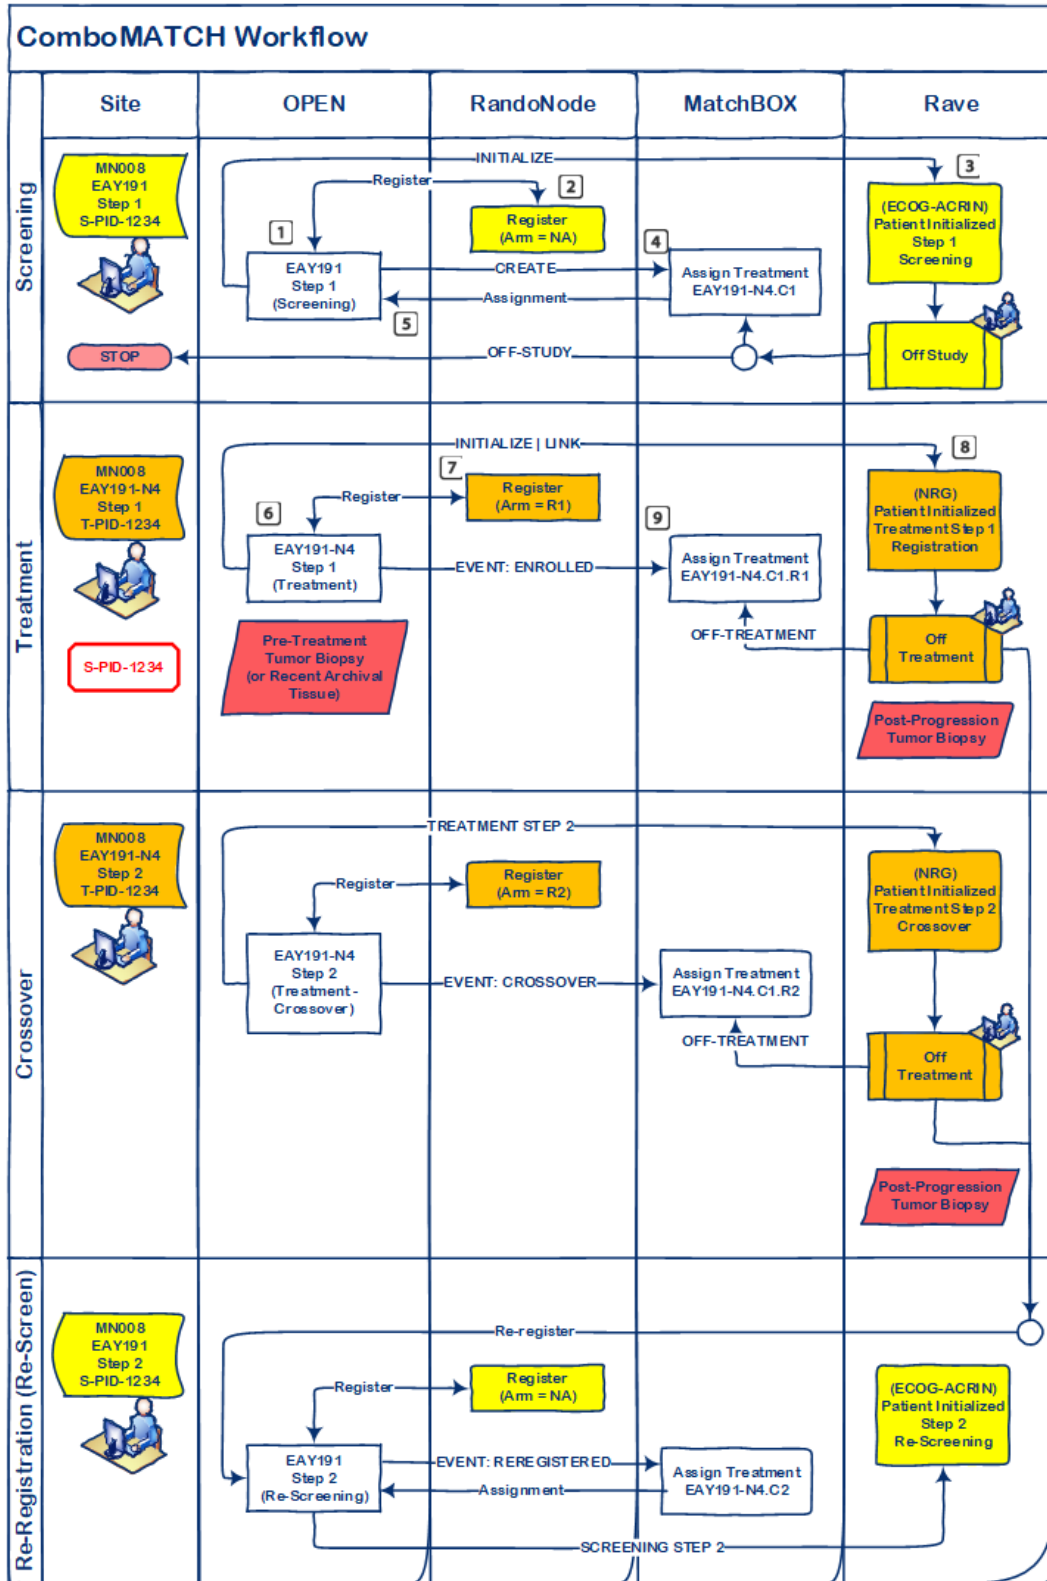 ComboMATCH Workflow
Site
OPEN
RandoNode
MatchBOX
Rave
Screening
MN008
EAY191
Step 1
S-PID-1234
INITIALIZE
Register
1
2
3
4
5
Register
(Arm = NA)
EAY191
Step 1
(Screening)
CREATE
Assignment
Assign Treatment
EAY191-N4.C1
(ECOG-ACRIN)
Patient Initialized
Step 1
Screening
STOP
OFF-STUDY
Off Study
Treatment
MN008
EAY191-N4
Step 1
T-PID-1234
S-PID-1234
INITIALIZE | LINK
Register
6
7
8
9
Register
(Arm = R1)
EAY191-N4
Step 1
(Treatment)
EVENT: ENROLLED
Assign Treatment
EAY191-N4.C1.R1
(NRG)
Patient Initialized
Treatment Step 1
Registration
OFF-TREATMENT
Off
Treatment
Pre-Treatment
Tumor Biopsy
(or Recent Archival
Tissue)
Post-Progression
Tumor Biopsy
Crossover
MN008
EAY191-N4
Step 2
T-PID-1234
TREATMENT STEP 2
Register
Register
(Arm = R2)
EAY191-N4
Step 2
(Treatment -
Crossover)
EVENT: CROSSOVER
Assign Treatment
EAY191-N4.C1.R2
(NRG)
Patient Initialized
Treatment Step 2
Crossover
OFF-TREATMENT
Off
Treatment
Post-Progression
Tumor Biopsy
Re-Registration (Re-Screen)
MN008
EAY191
Step 2
S-PID-1234
Re-register
Register
Register
(Arm = NA)
EAY191
Step 2
(Re-Screening)
EVENT: REREGISTERED
Assignment
Assign Treatment
EAY191-N4.C2
(ECOG-ACRIN)
Patient Initialized
Step 2
Re-Screening
SCREENING STEP 2